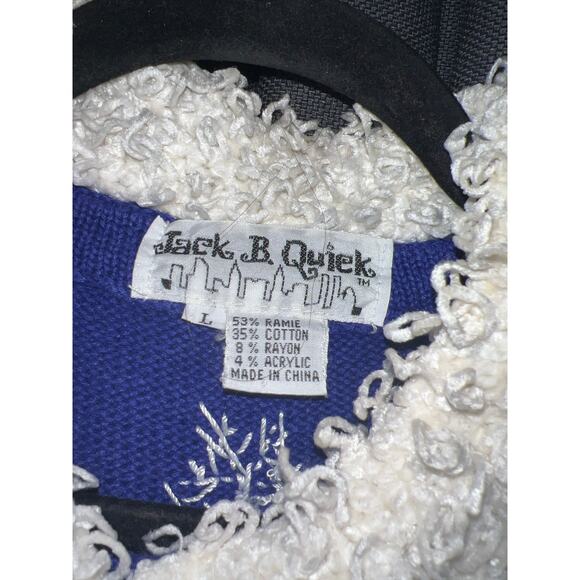 Jack B. Quick
TM
L
53% RAMIE
35% COTTON
8% RAYON
4% ACRYLIC
MADE IN CHINA